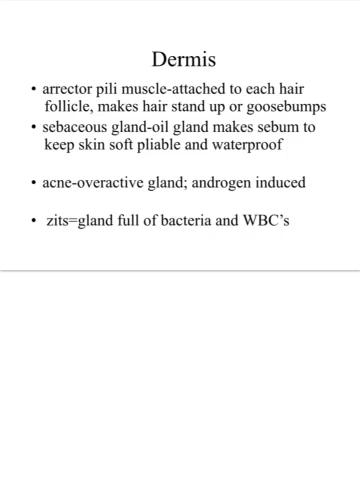 Dermis
• arrector pili muscle-attached to each hair
follicle, makes hair stand up or goosebumps
• sebaceous gland-oil gland makes sebum to
keep skin soft pliable and waterproof
• acne-overactive gland; androgen induced
• zits=gland full of bacteria and WBC’s